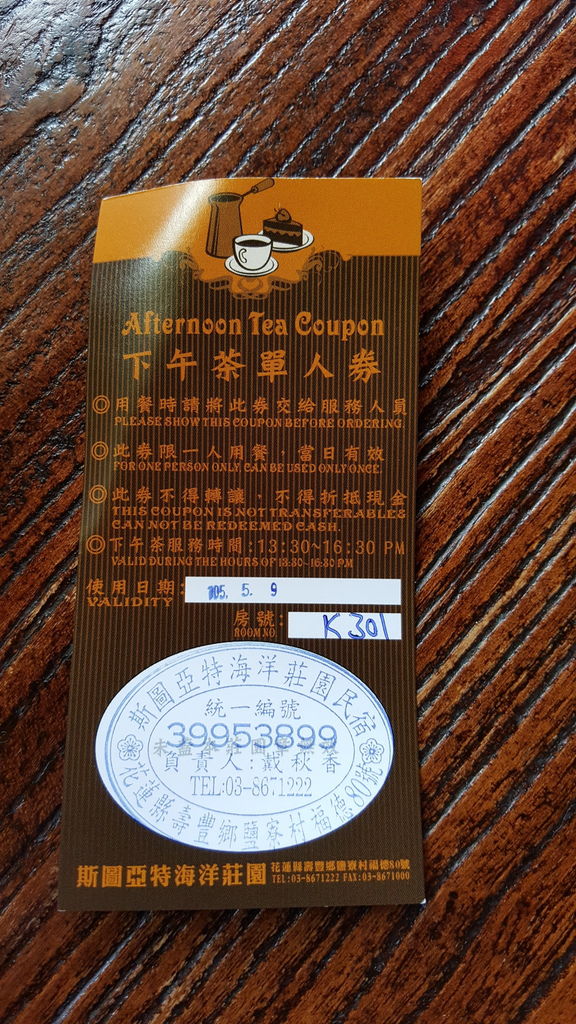 Afternoon Tea Coupon
下午茶單人券
◎用餐時請將此券交給服務人員
PLEASE SHOW THIS COUPON BEFORE ORDERING
◎此券限一人用餐,當日有效
FOR ONE PERSON ONLY, CAN BE USED ONLY ONCE.
◎此券不得轉讓,不得折抵現金
THIS COUPON IS NOT TRANSFERABLE&
CAN NOT BE REDEEMED CASH.
◎下午茶服務時間:13:30~16:30 PM
VALID DURING THE HOURS OF 13:30-16:30 PM
使用日期: 105. 5. 9
VALIDITY
房號: K301
ROOM NO
斯圖亞特海洋莊園民宿
統一編號
39953899
負責人:戴秋香
TEL:03-8671222
花蓮縣壽豐鄉鹽寮村福德80號
斯圖亞特海洋莊園 花蓮縣壽豐鄉鹽寮村福德80號
TEL:03-8671222 FAX:03-8671000